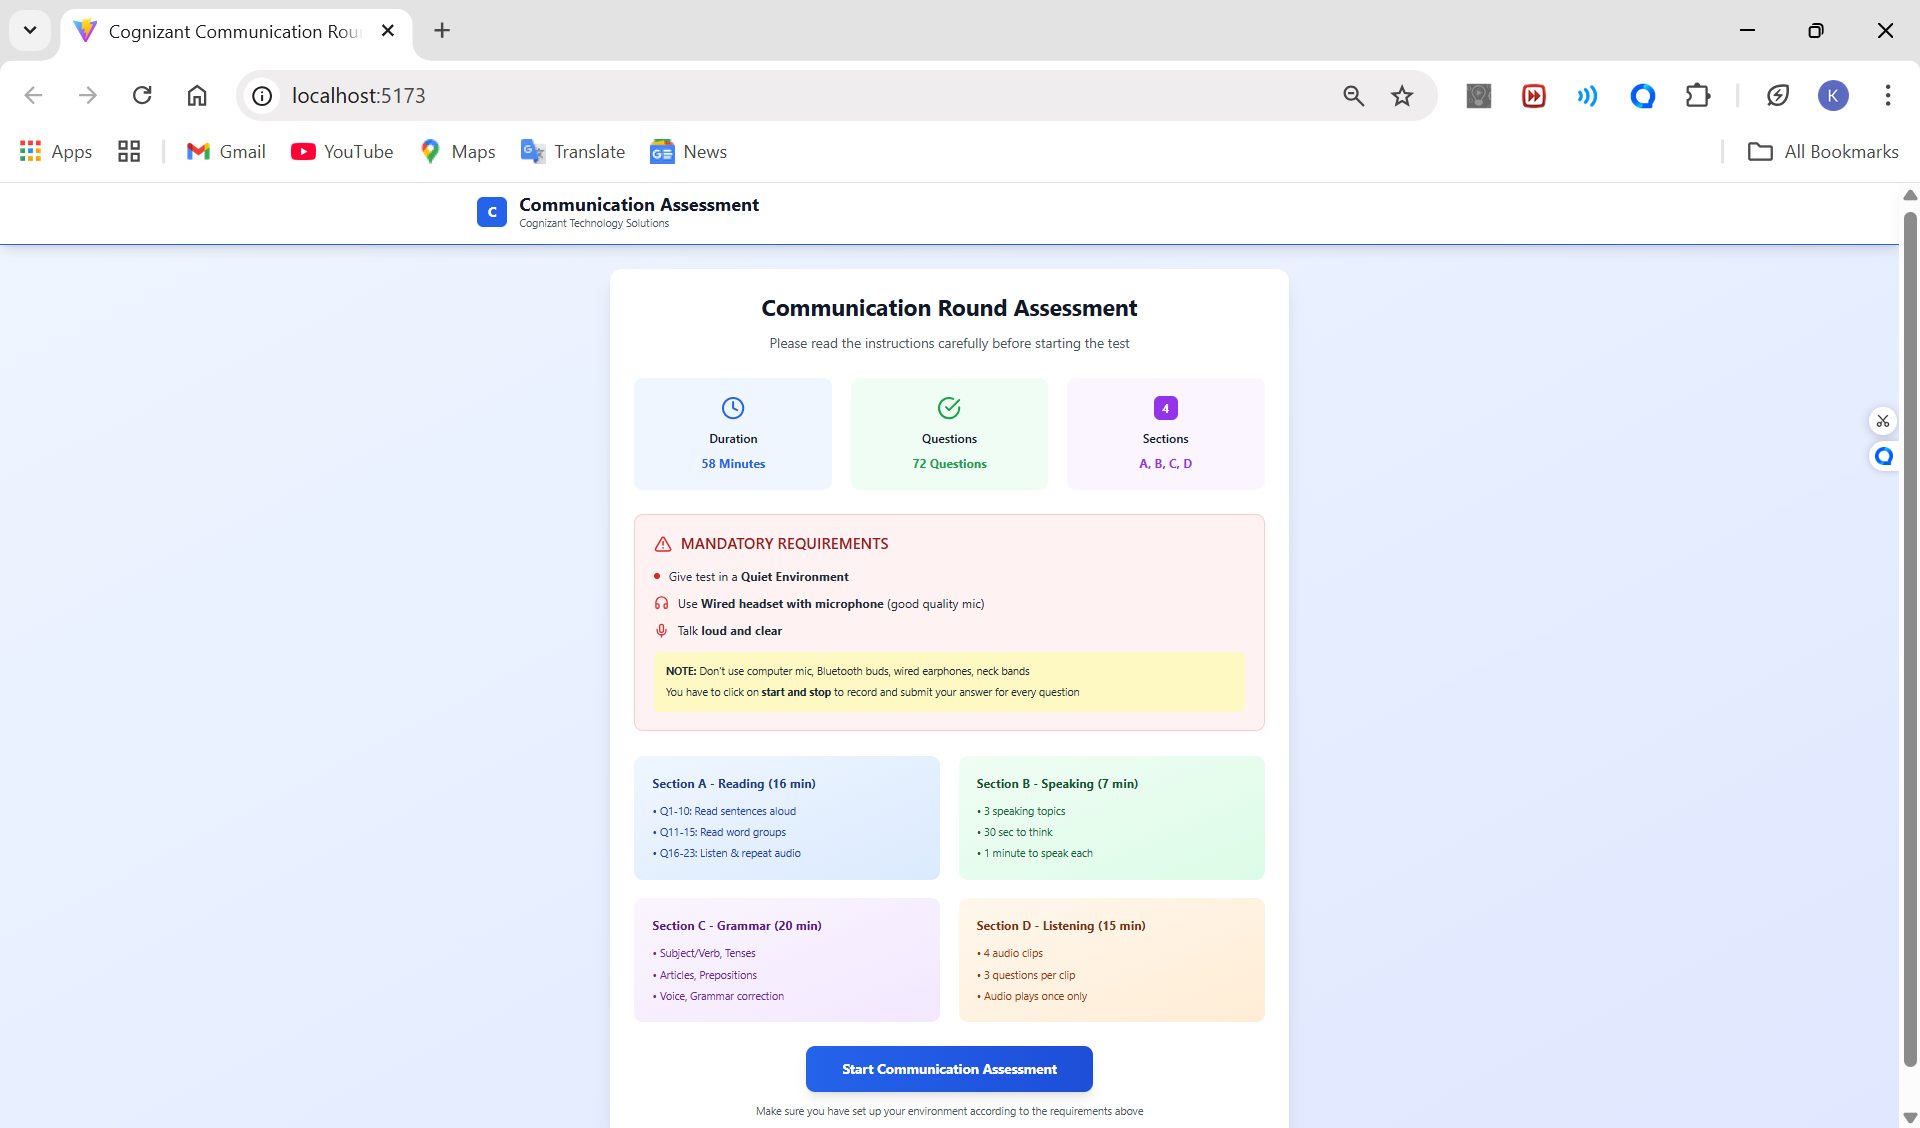 Cognizant Communication Rou
localhost:5173
K
Apps
Gmail
YouTube
Maps
Translate
News
All Bookmarks
C
Communication Assessment
Cognizant Technology Solutions
Communication Round Assessment
Please read the instructions carefully before starting the test
Duration
58 Minutes
Questions
72 Questions
4
Sections
A, B, C, D
MANDATORY REQUIREMENTS
• Give test in a Quiet Environment
Use Wired headset with microphone (good quality mic)
Talk loud and clear
NOTE: Don't use computer mic, Bluetooth buds, wired earphones, neck bands
You have to click on start and stop to record and submit your answer for every question
Section A - Reading (16 min)
• Q1-10: Read sentences aloud
• Q11-15: Read word groups
• Q16-23: Listen & repeat audio
Section B - Speaking (7 min)
• 3 speaking topics
• 30 sec to think
• 1 minute to speak each
Section C - Grammar (20 min)
• Subject/Verb, Tenses
• Articles, Prepositions
• Voice, Grammar correction
Section D - Listening (15 min)
• 4 audio clips
• 3 questions per clip
• Audio plays once only
Start Communication Assessment
Make sure you have set up your environment according to the requirements above